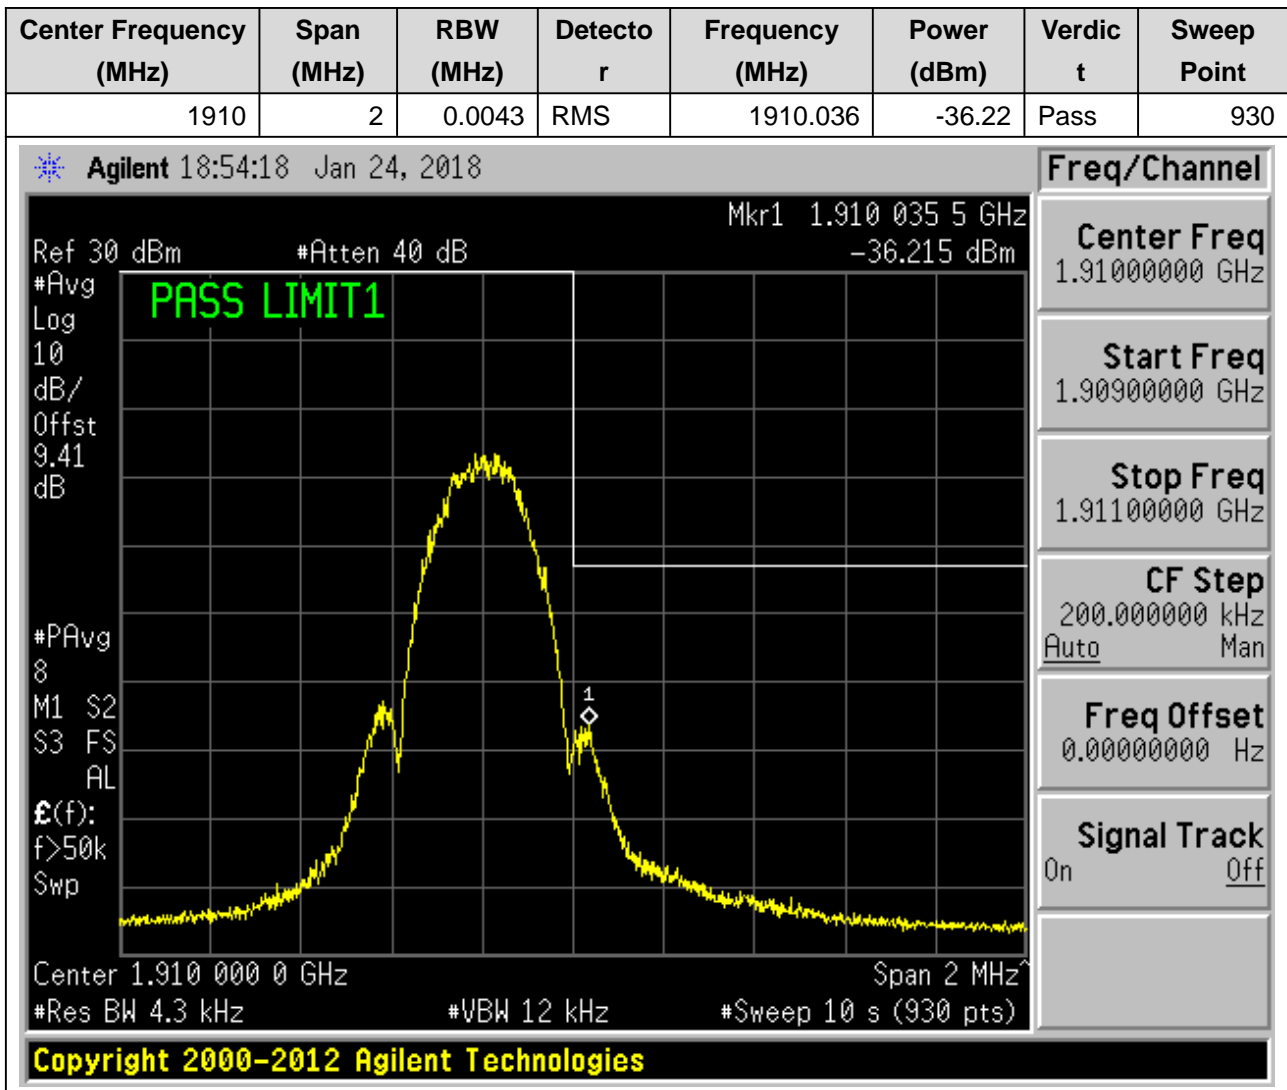 Center Frequency (MHz) Span (MHz) RBW (MHz) Detecto r Frequency (MHz) Power (dBm) Verdic t Sweep Point
1910 2 0.0043 RMS 1910.036 -36.22 Pass 930
Agilent 18:54:18 Jan 24, 2018
Freq/Channel
Mkr1 1.910 035 5 GHz
Ref 30 dBm #Atten 40 dB -36.215 dBm
#Avg
Log
10
dB/
Offst
9.41
dB
PASS LIMIT1
1
#PAvg
8
M1 S2
S3 FS
AL
£(f):
f>50k
Swp
Center 1.910 000 0 GHz Span 2 MHz^
#Res BW 4.3 kHz #VBW 12 kHz #Sweep 10 s (930 pts)
Center Freq
1.91000000 GHz
Start Freq
1.90900000 GHz
Stop Freq
1.91100000 GHz
CF Step
200.000000 kHz
Auto Man
Freq Offset
0.00000000 Hz
Signal Track
On Off
Copyright 2000-2012 Agilent Technologies